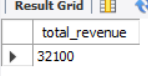 Result Grid
total_revenue
32100